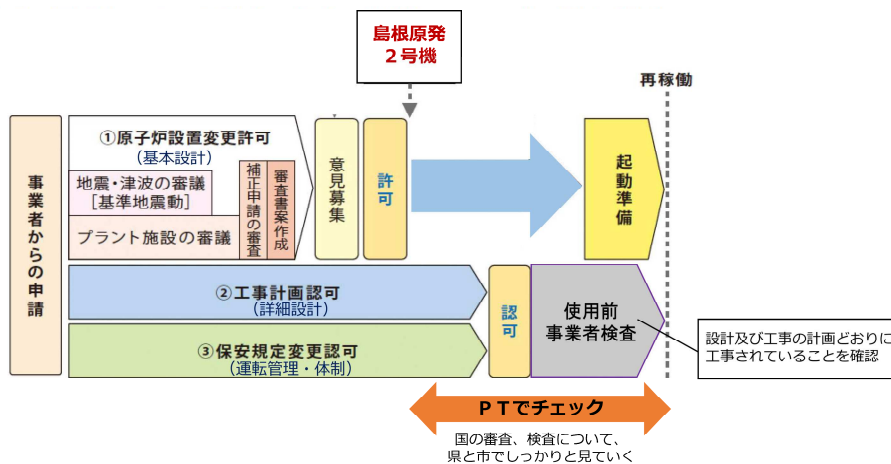 島根原発
２号機
再稼働
事業者からの申請
①原子炉設置変更許可
（基本設計）
地震・津波の審議
［基準地震動］
プラント施設の審議
補正申請の審査
審査書案作成
意見募集
許可
起動準備
②工事計画認可
（詳細設計）
③保安規定変更認可
（運転管理・体制）
認可
使用前
事業者検査
設計及び工事の計画どおりに
工事されていることを確認
ＰＴでチェック
国の審査、検査について、
県と市でしっかりと見ていく